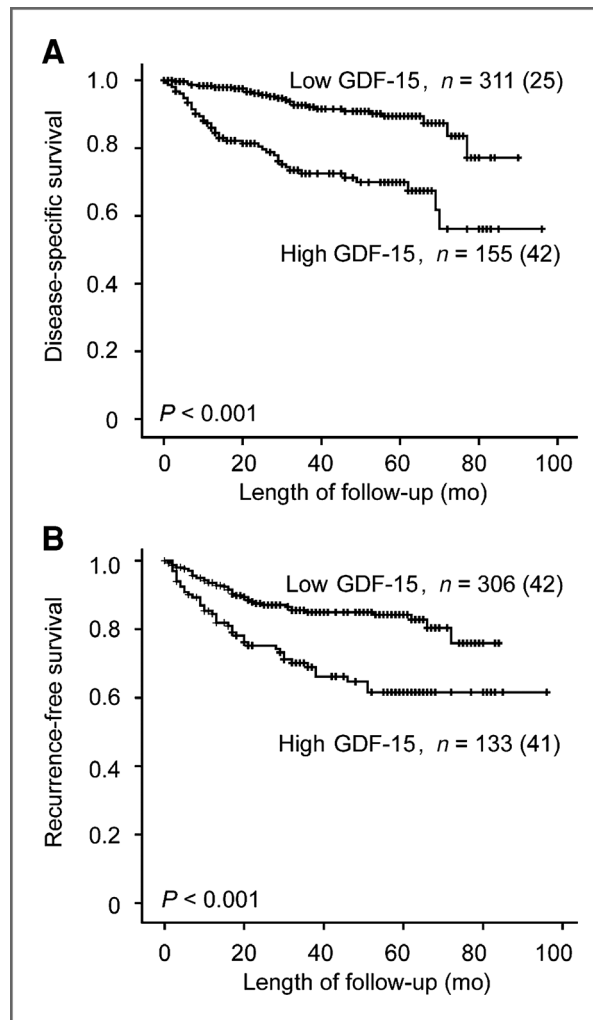 A
1.0
0.8
0.6
0.4
0.2
0
Disease-specific survival
Low GDF-15, n = 311 (25)
High GDF-15, n = 155 (42)
P < 0.001
0 20 40 60 80 100
Length of follow-up (mo)
B
1.0
0.8
0.6
0.4
0.2
0
Recurrence-free survival
Low GDF-15, n = 306 (42)
High GDF-15, n = 133 (41)
P < 0.001
0 20 40 60 80 100
Length of follow-up (mo)